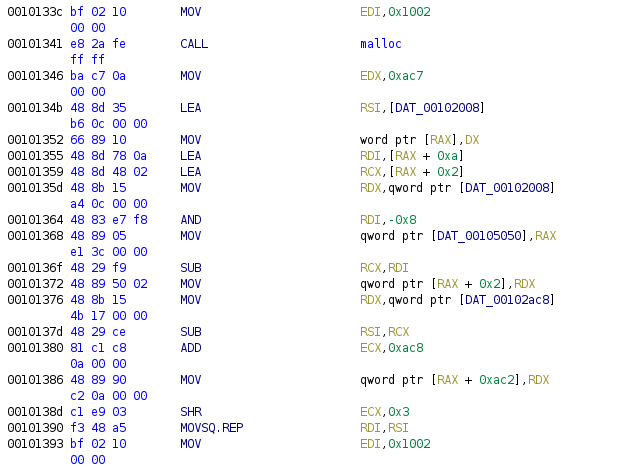 0010133c bf 02 10 MOV EDI,0x1002
00 00
00101341 e8 2a fe CALL malloc
ff ff
00101346 ba c7 0a MOV EDX,0xac7
00 00
0010134b 48 8d 35 LEA RSI,[DAT_00102008]
b6 0c 00 00
00101352 66 89 10 MOV word ptr [RAX],DX
00101355 48 8d 78 0a LEA RDI,[RAX + 0xa]
00101359 48 8d 48 02 LEA RCX,[RAX + 0x2]
0010135d 48 8b 15 MOV RDX,qword ptr [DAT_00102008]
a4 0c 00 00
00101364 48 83 e7 f8 AND RDI,-0x8
00101368 48 89 05 MOV qword ptr [DAT_00105050],RAX
e1 3c 00 00
0010136f 48 29 f9 SUB RCX,RDI
00101372 48 89 50 02 MOV qword ptr [RAX + 0x2],RDX
00101376 48 8b 15 MOV RDX,qword ptr [DAT_00102ac8]
4b 17 00 00
0010137d 48 29 ce SUB RSI,RCX
00101380 81 c1 c8 ADD ECX,0xac8
0a 00 00
00101386 48 89 90 MOV qword ptr [RAX + 0xac2],RDX
c2 0a 00 00
0010138d c1 e9 03 SHR ECX,0x3
00101390 f3 48 a5 MOVSQ.REP RDI,RSI
00101393 bf 02 10 MOV EDI,0x1002
00 00